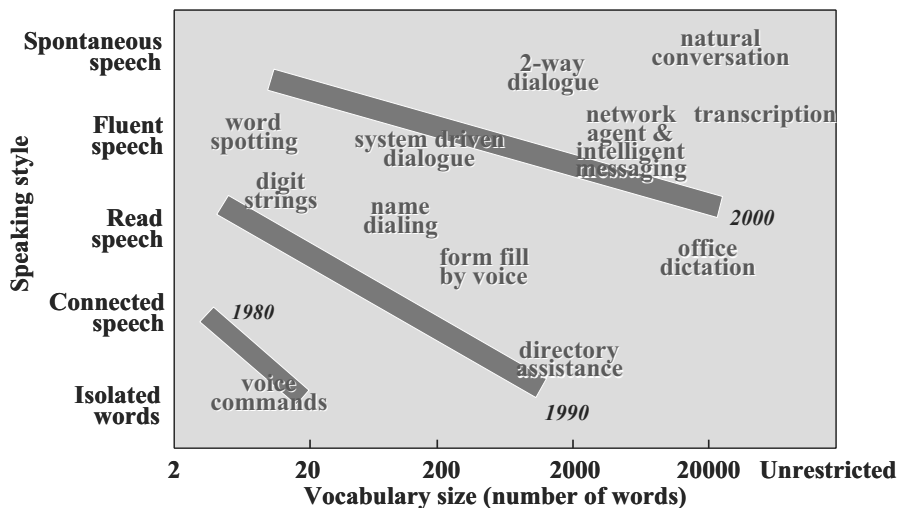 Spontaneous
speech
natural
conversation
2-way
dialogue
Fluent
speech
word
spotting
system driven
dialogue
network
agent &
intelligent
messaging
transcription
digit
strings
Read
speech
name
dialing
2000
form fill
by voice
office
dictation
Speaking style
Connected
speech
1980
directory
assistance
Isolated
words
voice
commands
1990
2 20 200 2000 20000 Unrestricted
Vocabulary size (number of words)